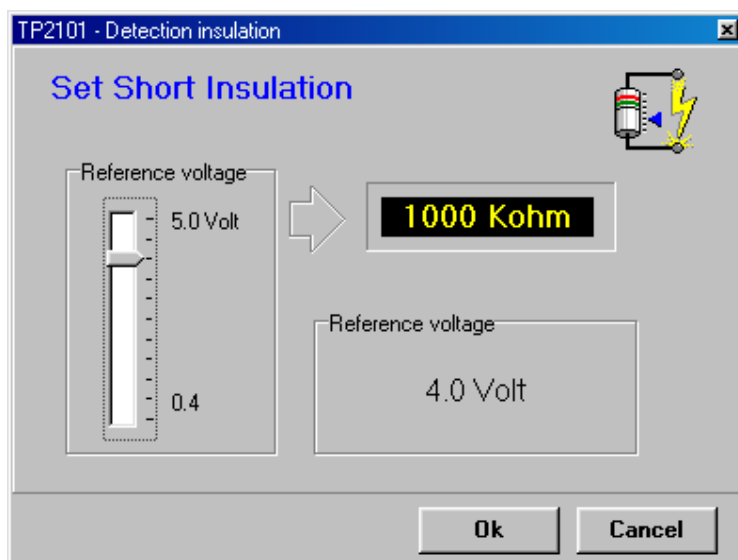 TP2101 - Detection insulation
Set Short Insulation
Reference voltage
5.0 Volt
0.4
1000 Kohm
Reference voltage
4.0 Volt
Ok
Cancel